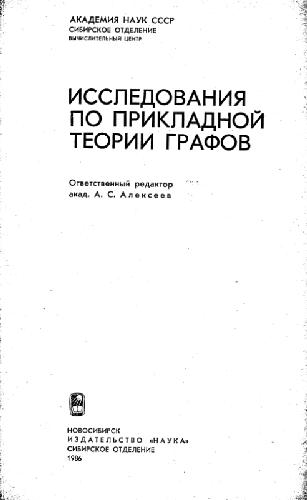 АКАДЕМИЯ НАУК СССР
СИБИРСКОЕ ОТДЕЛЕНИЕ
ВЫЧИСЛИТЕЛЬНЫЙ ЦЕНТР
ИССЛЕДОВАНИЯ
ПО ПРИКЛАДНОЙ
ТЕОРИИ ГРАФОВ
Ответственный редактор
акад. А. С. Алексеев
НОВОСИБИРСК
ИЗДАТЕЛЬСТВО «НАУКА»
СИБИРСКОЕ ОТДЕЛЕНИЕ
1986